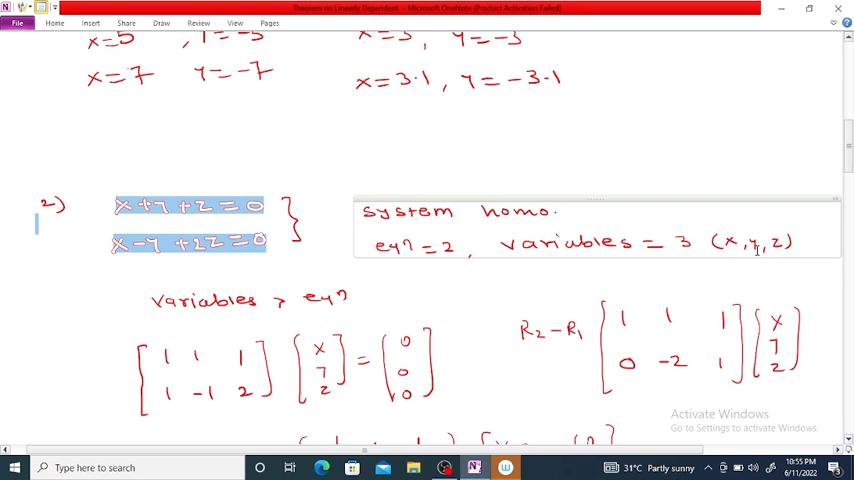 Theorem on Linearly Dependent - Microsoft OneNote (Product Activation Failed)
File Home Insert Share Draw Review View Pages
x=5 , y=-5 x=3, y=-3
x=7 y=-7 x=3.1, y=-3.1
2) x+y+z=0 } system homo.
x-y+2z=0 eqn=2, variables = 3 (x,y,z)
variables > eqn
[1 1 1] [x] = [0] R2-R1 [1 1 1] [x]
[1 -1 2] [y] [0] [0 -2 1] [y]
[z] [0] [z]
Activate Windows
Go to Settings to activate Windows.
Type here to search
31°C Partly sunny
10:55 PM
6/11/2022